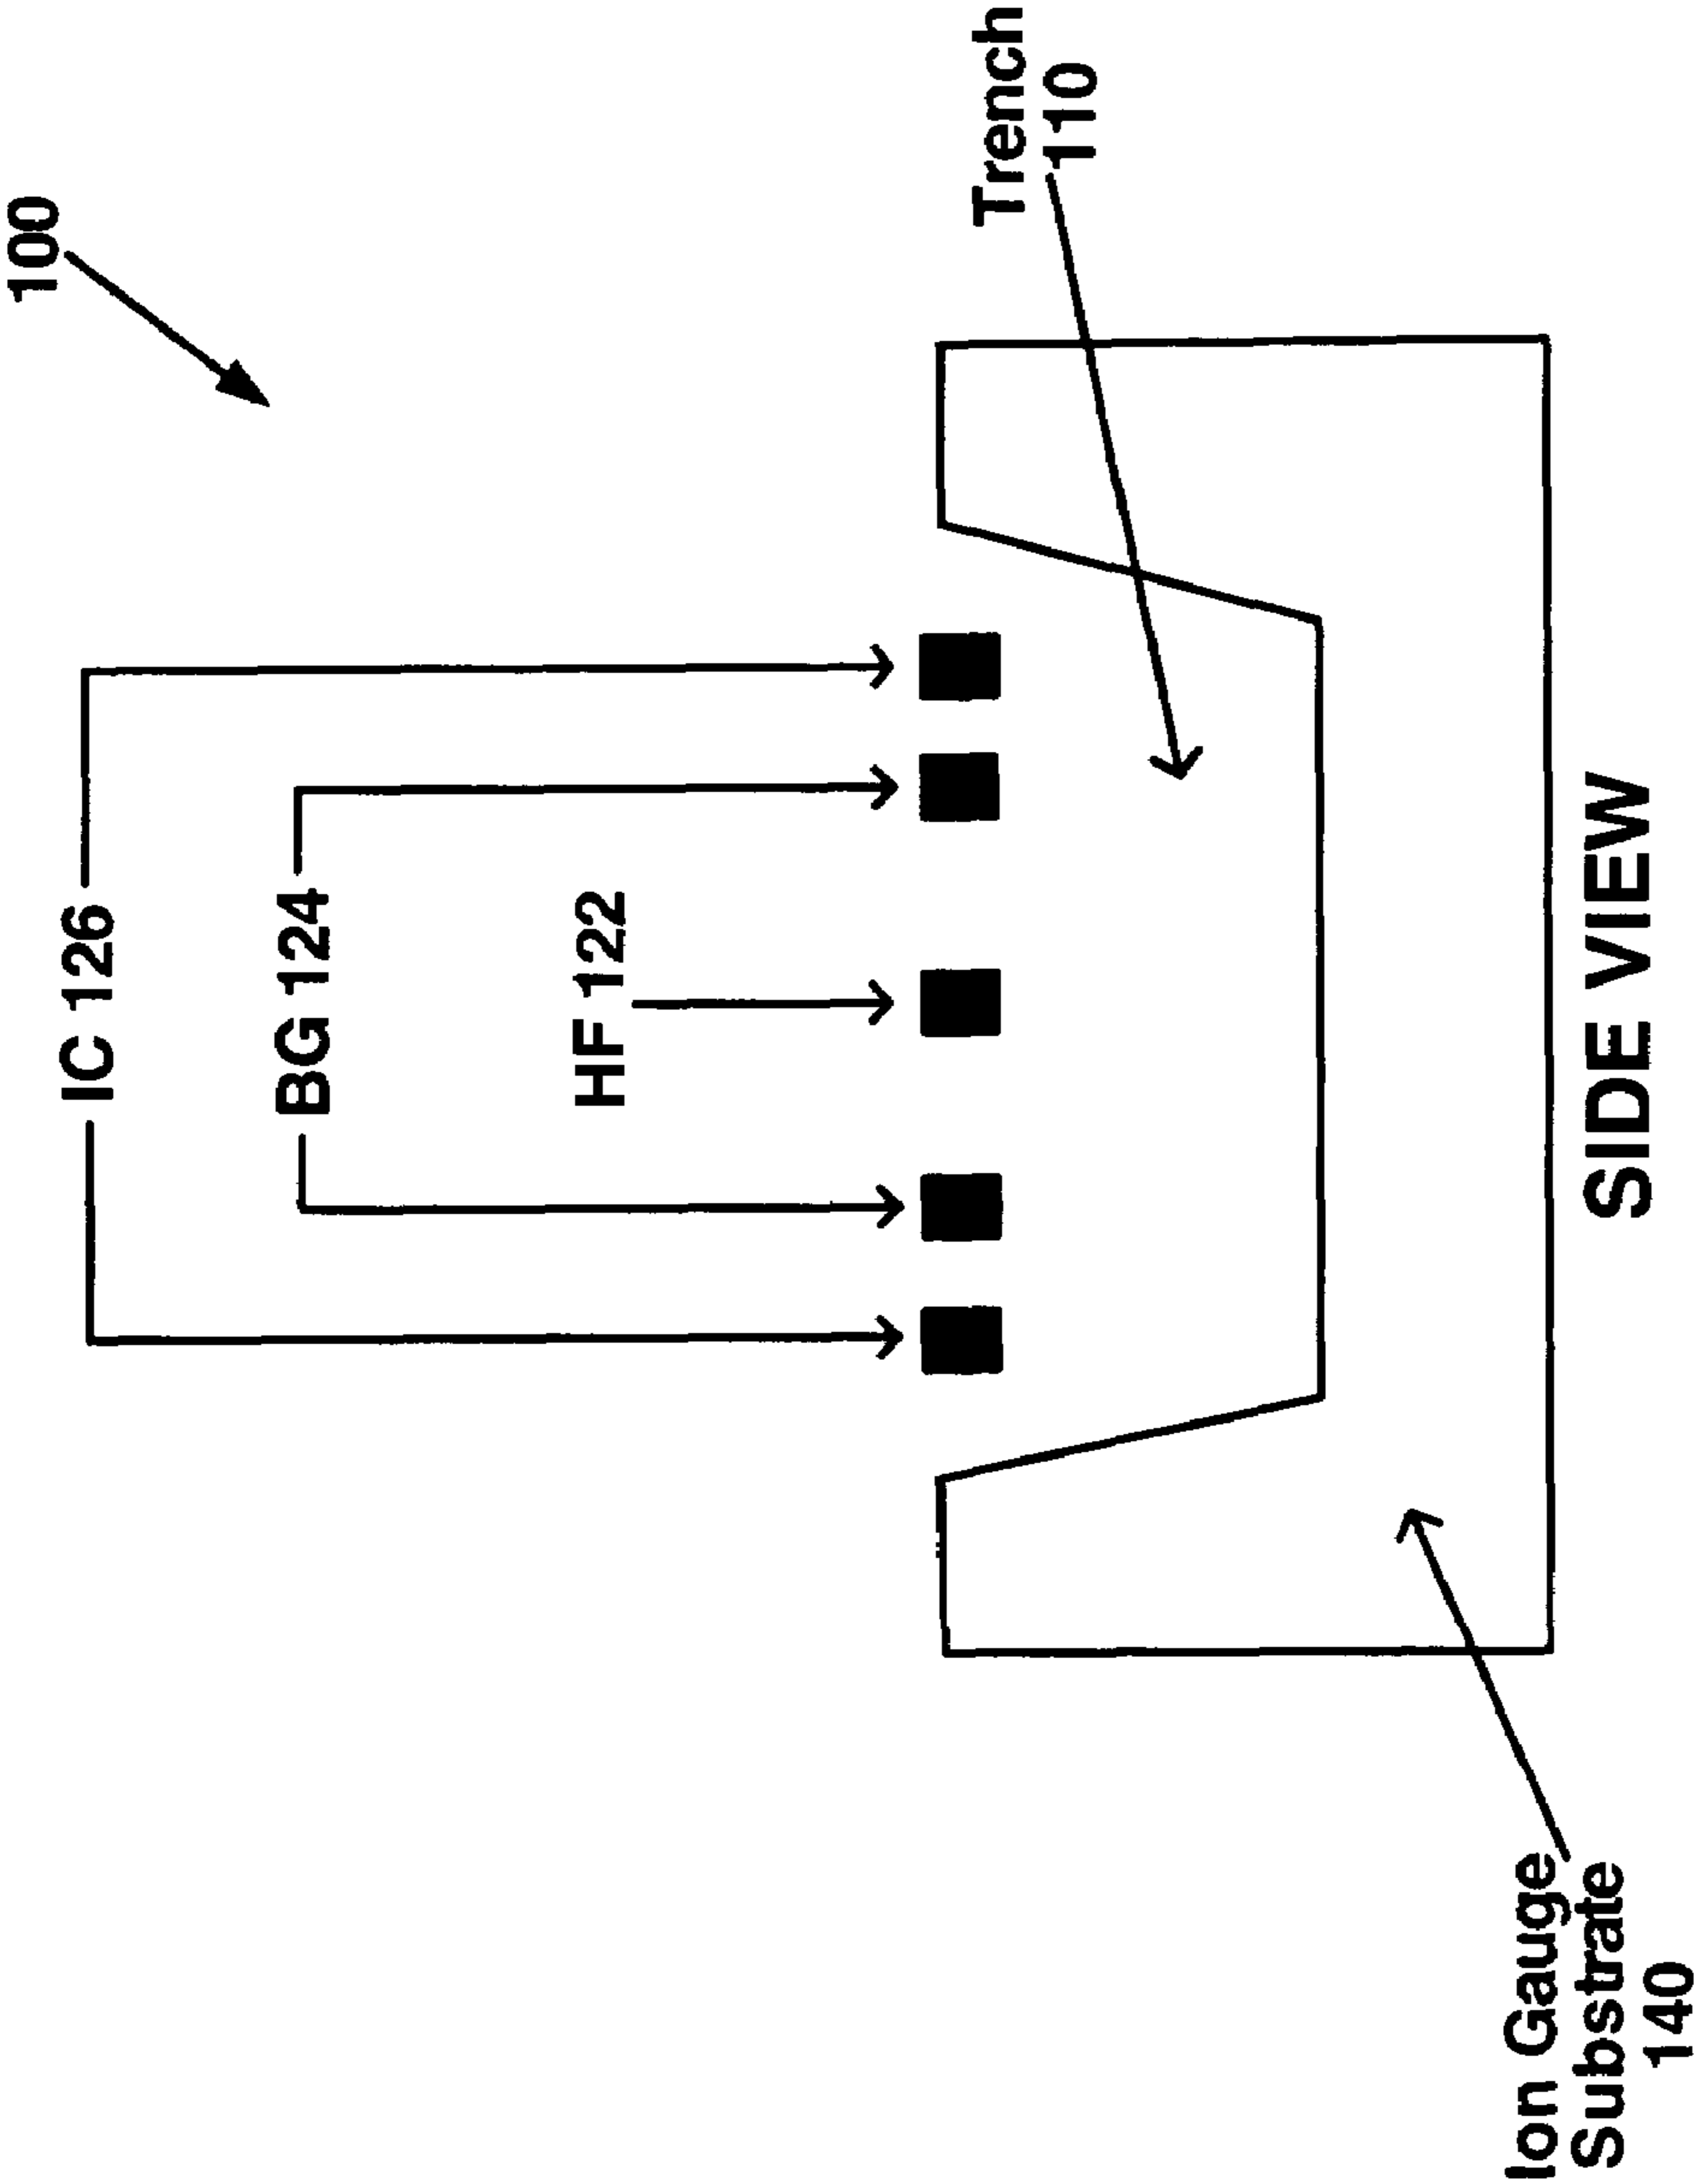 100
IC 126
BG 124
HF 122
Trench
110
Ion Gauge
Substrate
140
SIDE VIEW